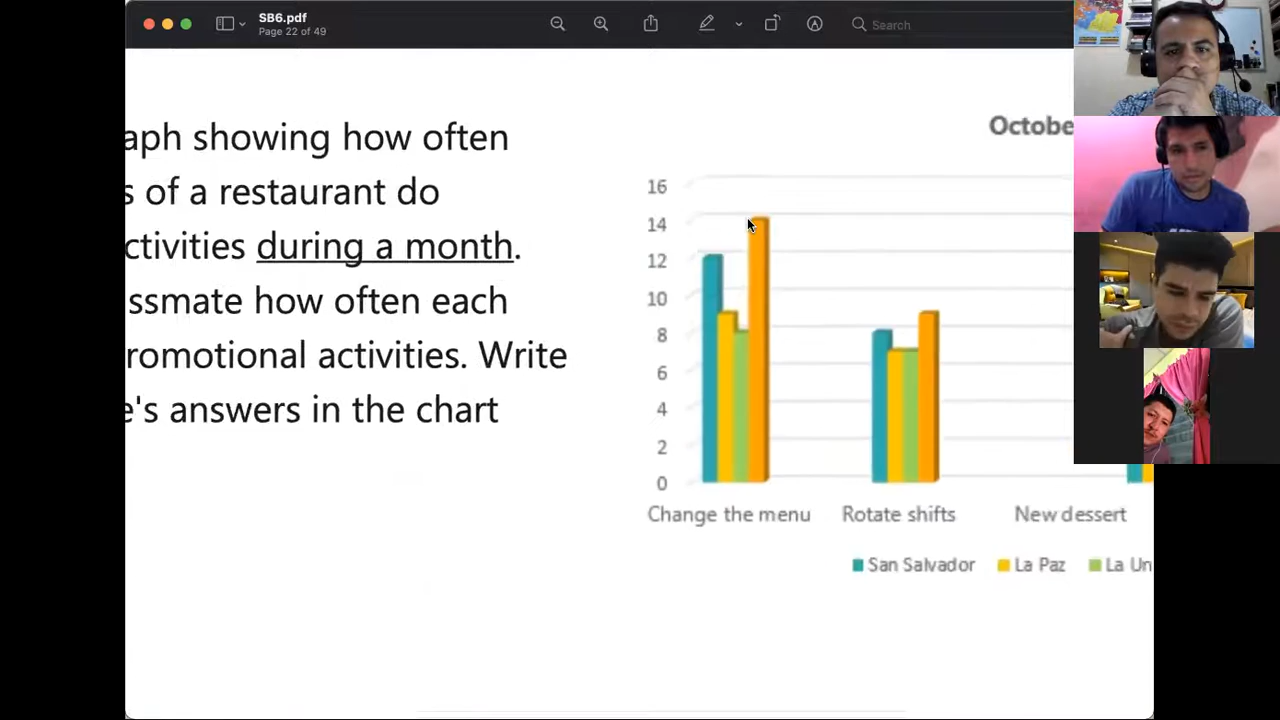 SB6.pdf
Page 22 of 49
Search
aph showing how often
s of a restaurant do
ctivities during a month.
ssmate how often each
romotional activities. Write
e's answers in the chart
Octobe
16
14
12
10
8
6
4
2
0
Change the menu
Rotate shifts
New dessert
San Salvador
La Paz
La Un